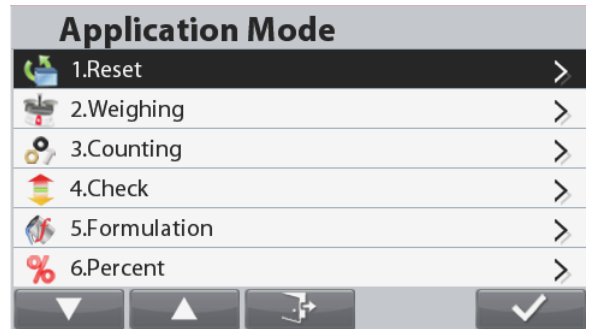 Application Mode
1.Reset
2.Weighing
3.Counting
4.Check
5.Formulation
6.Percent